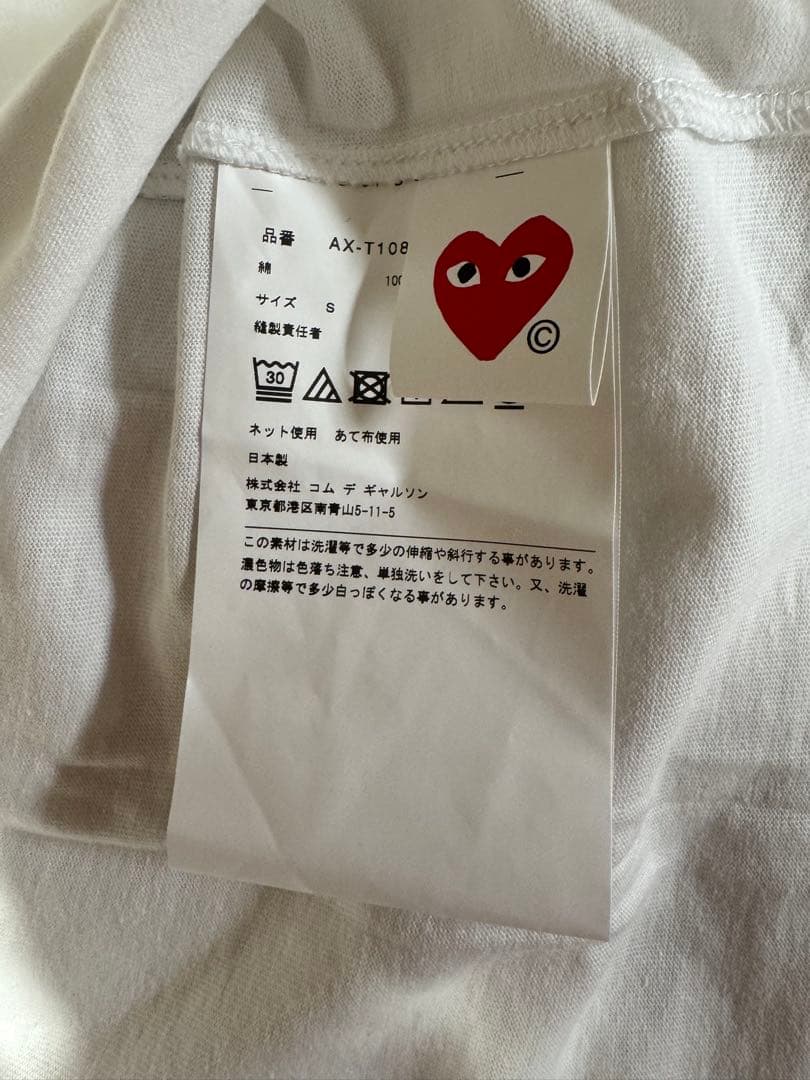 品番 AX-T108
綿 100
サイズ S
縫製責任者
30
ネット使用 あて布使用
日本製
株式会社 コム デ ギャルソン
東京都港区南青山5-11-5
この素材は洗濯等で多少の伸縮や斜行する事があります。
濃色物は色落ち注意、単独洗いをして下さい。又、洗濯
の摩擦等で多少白っぽくなる事があります。
©